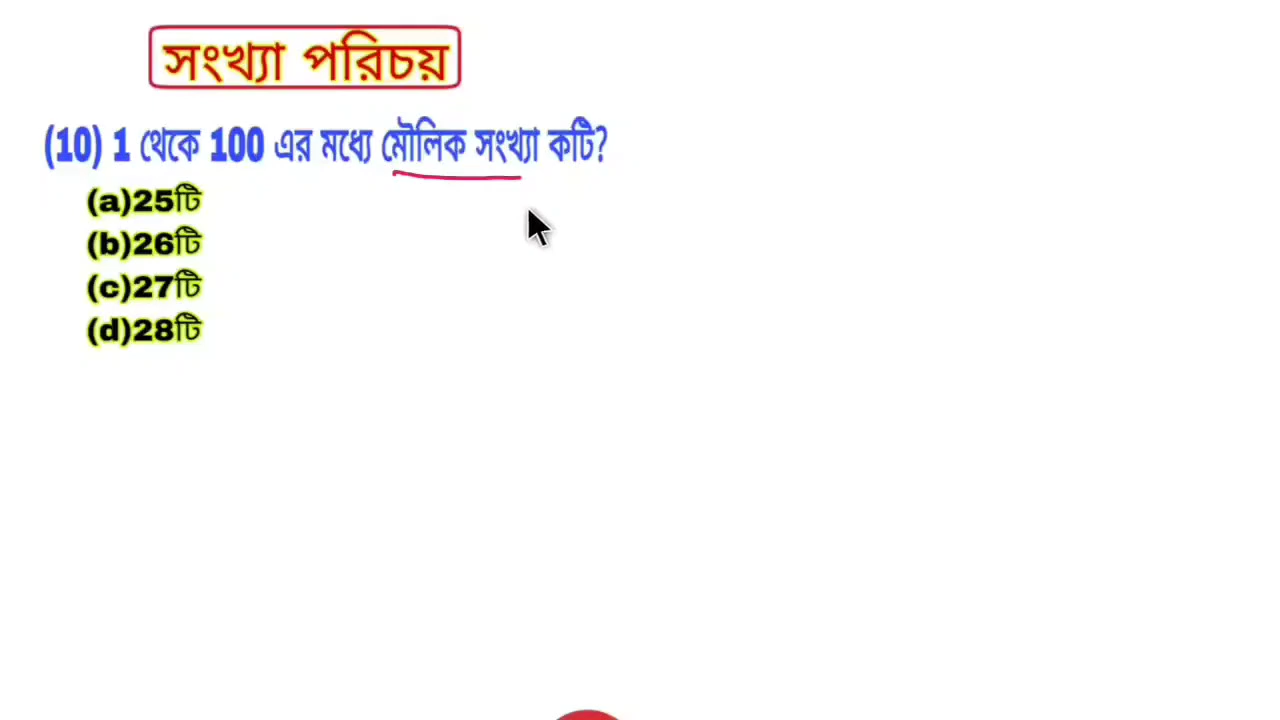 সংখ্যা পরিচয়
(10) 1 থেকে 100 এর মধ্যে মৌলিক সংখ্যা কটি?
(a)25টি
(b)26টি
(c)27টি
(d)28টি